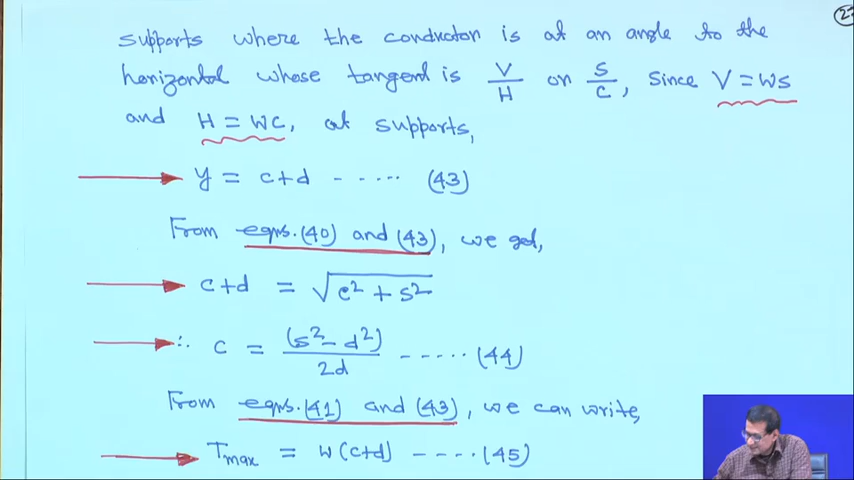 22
supports where the conductor is at an angle to the
horizontal whose tangent is V/H or S/C, since V = WS
and H = WC, at supports,
y = c+d ----- (43)
From eqns.(40) and (43), we get,
c+d = √(c² + s²)
∴ c = (s² - d²)/2d ----- (44)
From eqns.(41) and (43), we can write,
Tmax = W(c+d) ---- (45)